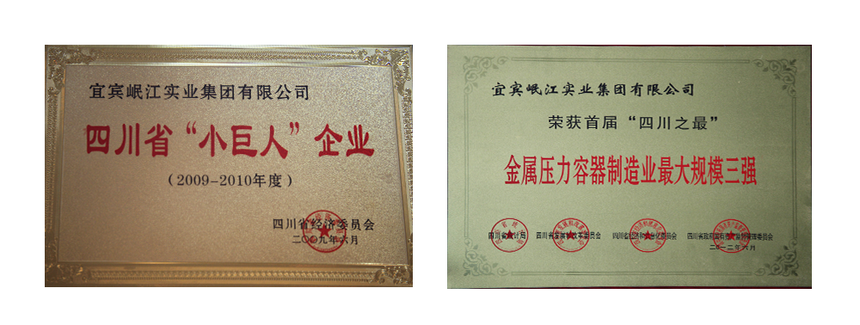 宜宾岷江实业集团有限公司
四川省“小巨人”企业
(2009-2010年度)
四川省经济委员会
二〇〇九年六月
宜宾岷江实业集团有限公司
荣获首届“四川之最”
金属压力容器制造业最大规模三强